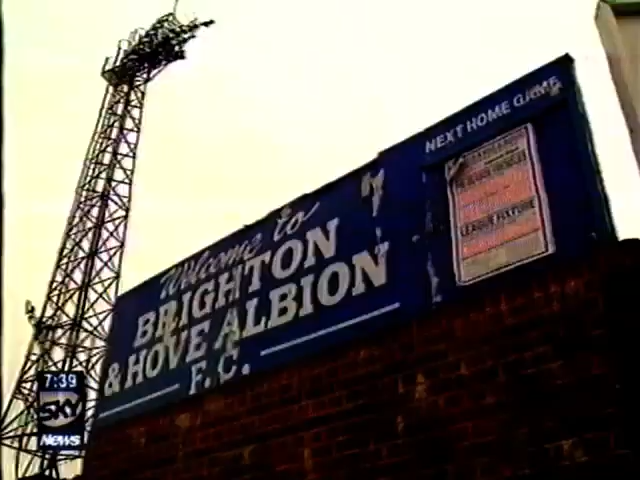 Welcome to
BRIGHTON
& HOVE ALBION
F.C.
NEXT HOME GAME
LEAGUE FIXTURE
7:39
SKY
News